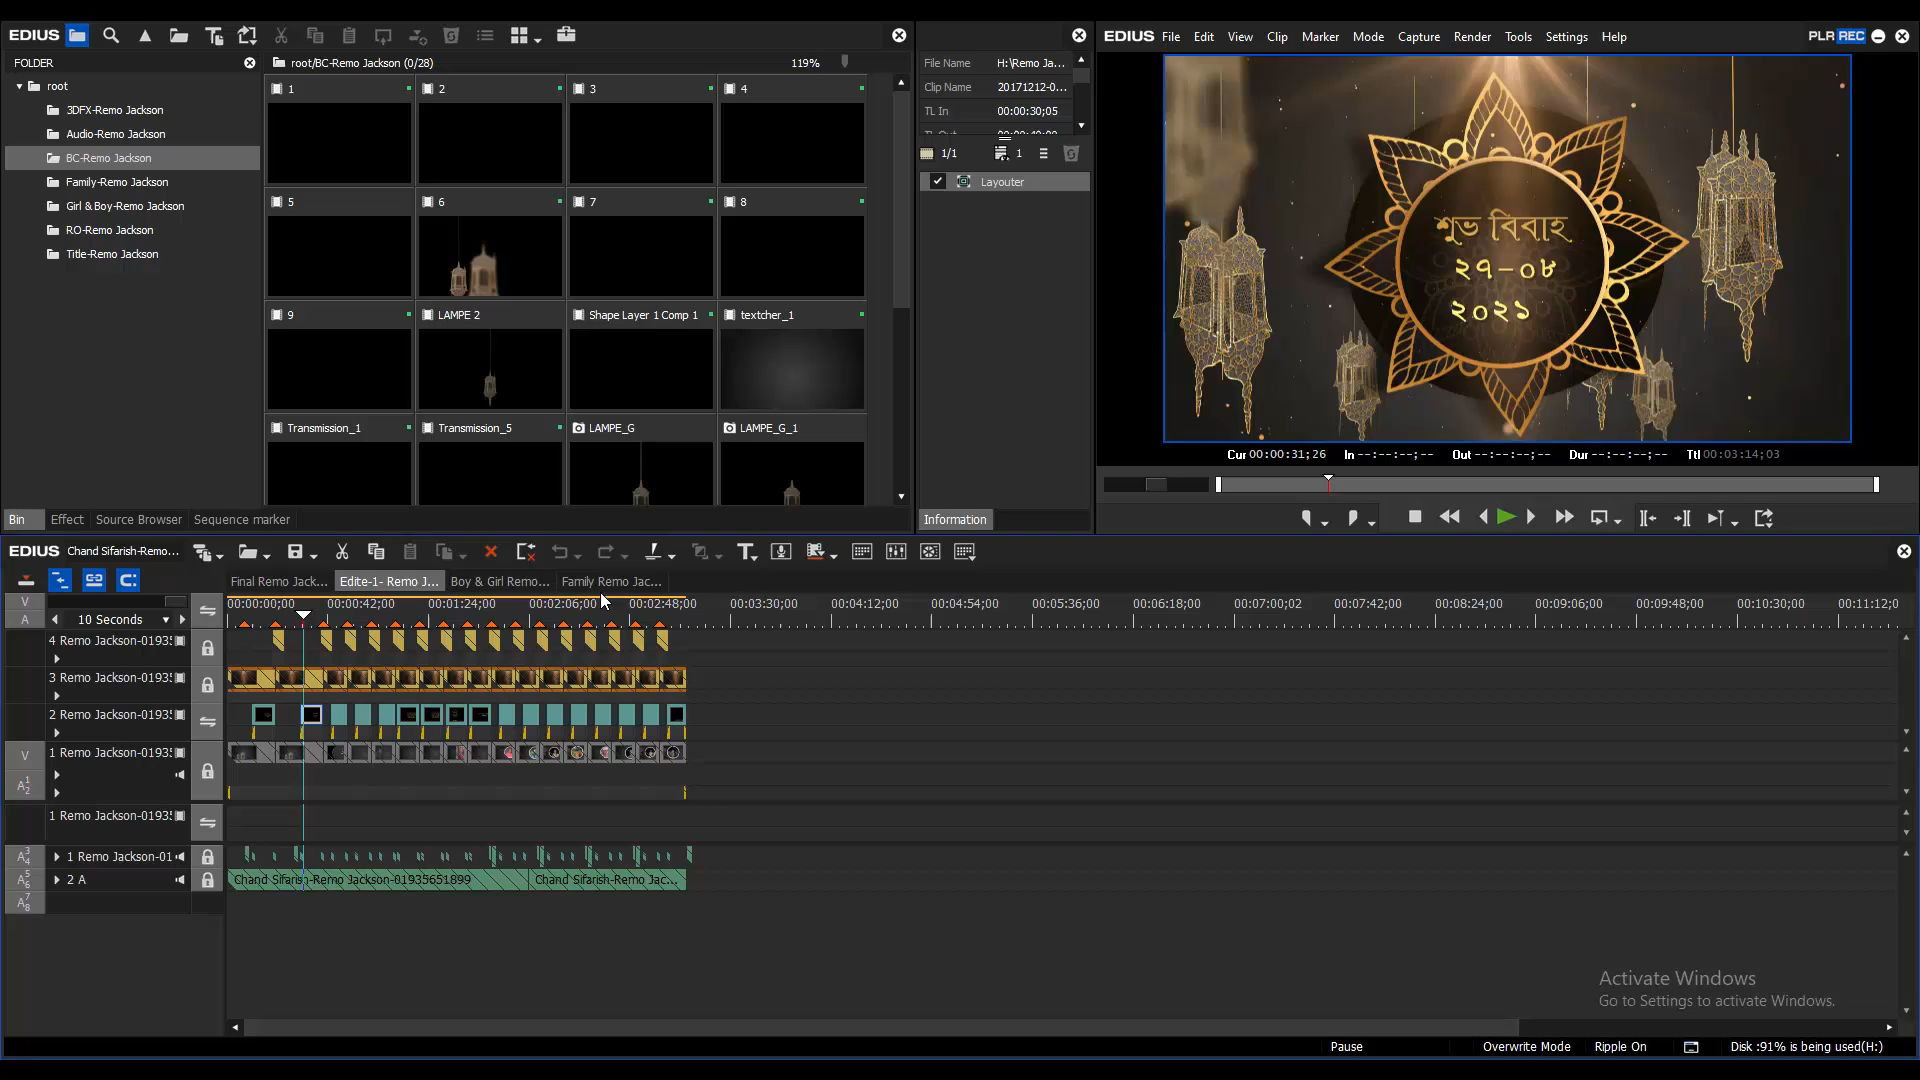 EDIUS
FOLDER
root
3DFX-Remo Jackson
Audio-Remo Jackson
BC-Remo Jackson
Family-Remo Jackson
Girl & Boy-Remo Jackson
RO-Remo Jackson
Title-Remo Jackson
root/BC-Remo Jackson (0/28)
119%
1
2
3
4
5
6
7
8
9
LAMPE 2
Shape Layer 1 Comp 1
textcher_1
Transmission_1
Transmission_5
LAMPE_G
LAMPE_G_1
Bin Effect Source Browser Sequence marker
File Name H:\Remo Ja...
Clip Name 20171212-0...
TL In 00:00:30;05
1/1 1
Layouter
Information
EDIUS File Edit View Clip Marker Mode Capture Render Tools Settings Help PLR REC
শুভ বিবাহ
২৭-০৮
২০২১
Cur 00:00:31;26 In --:--:--;-- Out --:--:--;-- Dur --:--:--;-- Ttl 00:03:14;03
EDIUS Chand Sifarish-Remo...
Final Remo Jack... Edite-1- Remo J... Boy & Girl Remo... Family Remo Jac...
00:00:00;00 00:00:42;00 00:01:24;00 00:02:06;00 00:02:48;00 00:03:30;00 00:04:12;00 00:04:54;00 00:05:36;00 00:06:18;00 00:07:00;02 00:07:42;00 00:08:24;00 00:09:06;00 00:09:48;00 00:10:30;00 00:11:12;0
V
A 10 Seconds
4 Remo Jackson-0193
3 Remo Jackson-0193
2 Remo Jackson-0193
V 1 Remo Jackson-0193
A 1 2
1 Remo Jackson-0193
A 3 4 1 Remo Jackson-01
A 5 6 2 A Chand Sifarish-Remo Jackson-01935651899 Chand Sifarish-Remo Jac...
A 7 8
Activate Windows
Go to Settings to activate Windows.
Pause Overwrite Mode Ripple On Disk :91% is being used(H:)